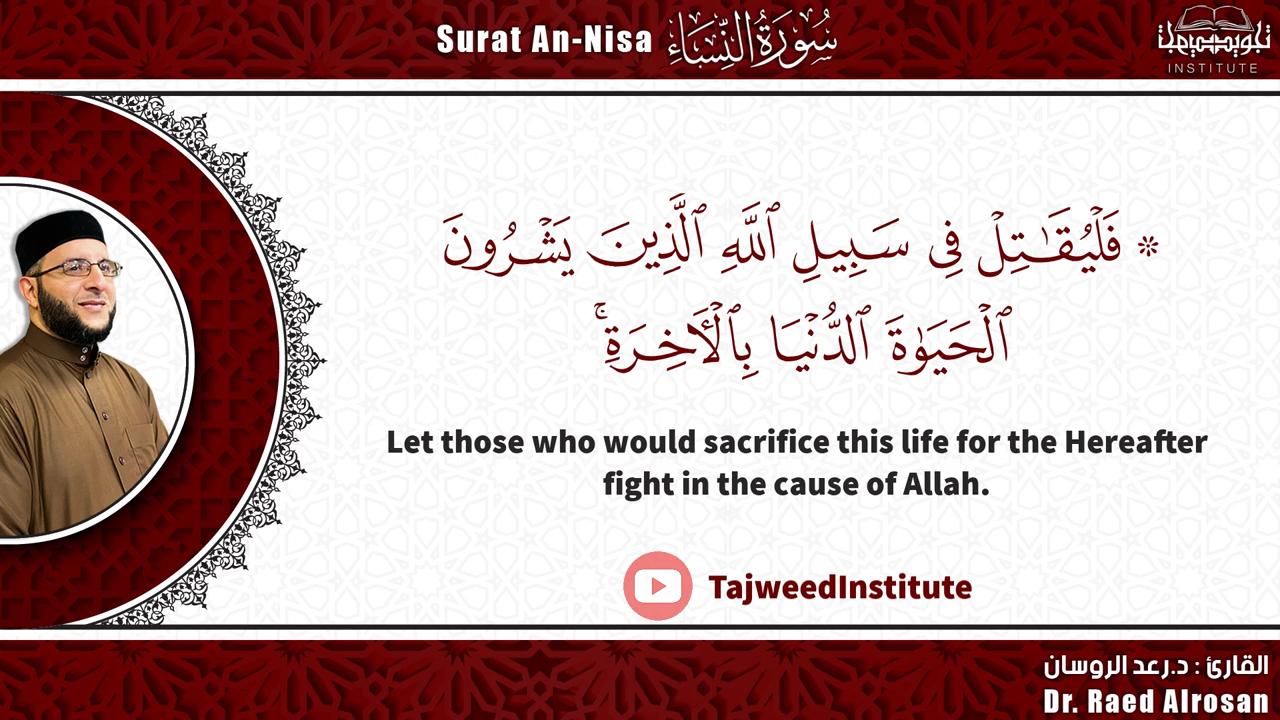 Surat An-Nisa سُورَةُ النِّسَاءِ
تجويد
INSTITUTE
۞ فَلْيُقَـٰتِلْ فِى سَبِيلِ ٱللَّهِ ٱلَّذِينَ يَشْرُونَ
ٱلْحَيَوٰةَ ٱلدُّنْيَا بِٱلْـَٔاخِرَةِ ۚ
Let those who would sacrifice this life for the Hereafter
fight in the cause of Allah.
TajweedInstitute
القارئ : د.رعد الروسان
Dr. Raed Alrosan